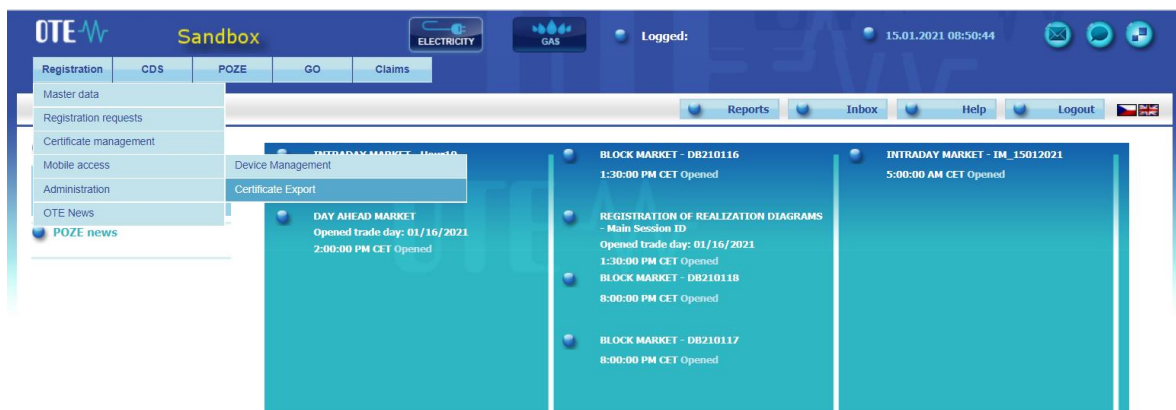 OTE
Sandbox
ELECTRICITY
GAS
Logged:
15.01.2021 08:50:44
Registration
CDS
POZE
GO
Claims
Master data
Registration requests
Certificate management
Mobile access
Administration
OTE News
Device Management
Certificate Export
Reports
Inbox
Help
Logout
POZE news
INTRADAY MARKET - Hour10
DAY AHEAD MARKET
Opened trade day: 01/16/2021
2:00:00 PM CET Opened
BLOCK MARKET - DB210116
1:30:00 PM CET Opened
REGISTRATION OF REALIZATION DIAGRAMS
- Main Session ID
Opened trade day: 01/16/2021
1:30:00 PM CET Opened
BLOCK MARKET - DB210118
8:00:00 PM CET Opened
BLOCK MARKET - DB210117
8:00:00 PM CET Opened
INTRADAY MARKET - IM_15012021
5:00:00 AM CET Opened